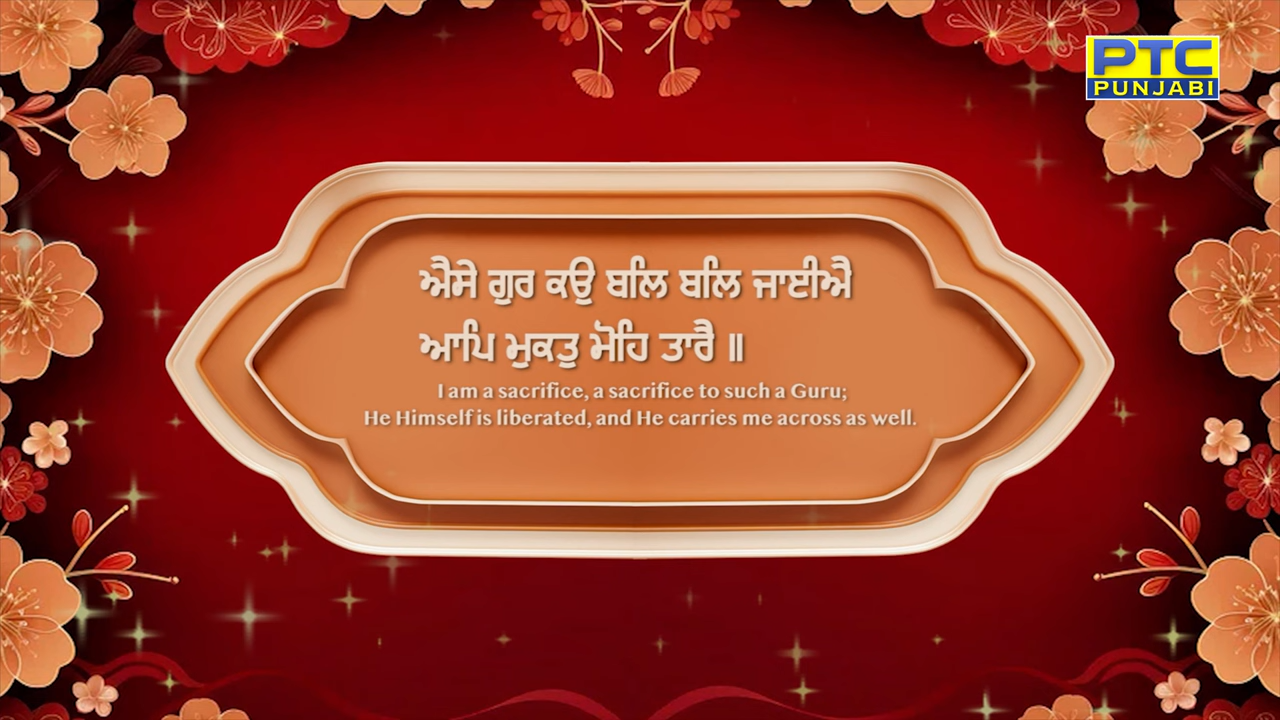 PTC
PUNJABI
ਐਸੇ ਗੁਰ ਕਉ ਬਲਿ ਬਲਿ ਜਾਈਐ
ਆਪਿ ਮੁਕਤੁ ਮੋਹਿ ਤਾਰੈ ॥
I am a sacrifice, a sacrifice to such a Guru;
He Himself is liberated, and He carries me across as well.